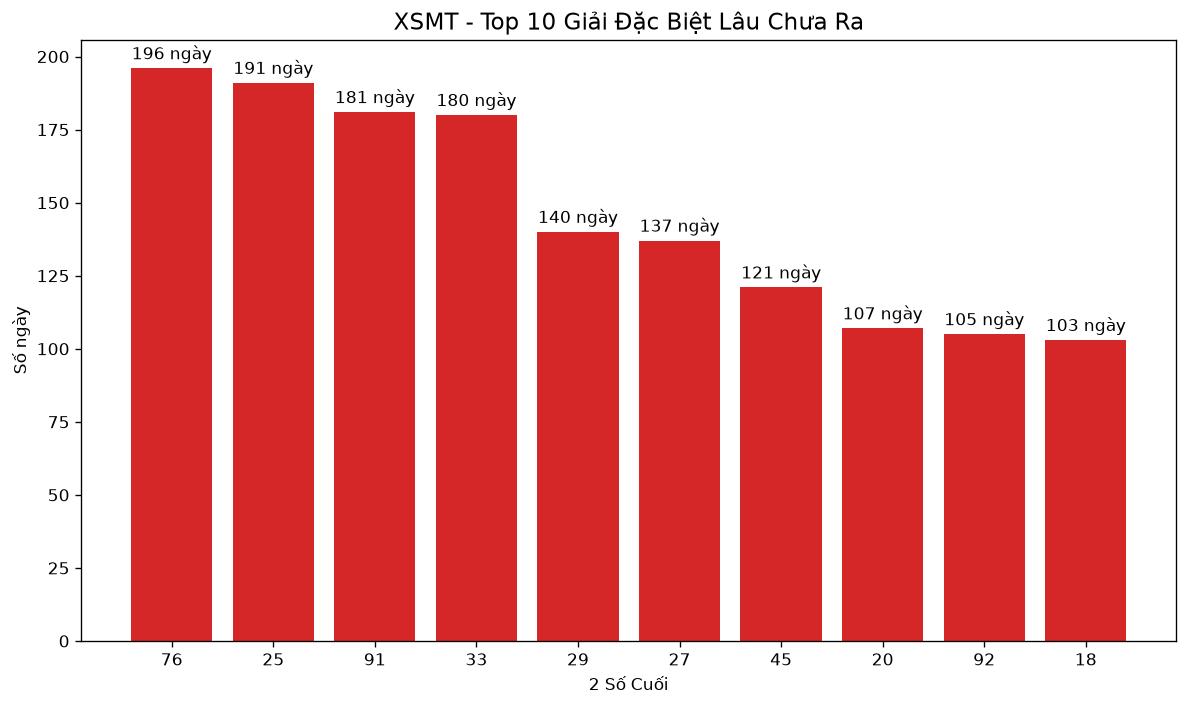 XSMT - Top 10 Giải Đặc Biệt Lâu Chưa Ra
Số ngày
200
175
150
125
100
75
50
25
0
196 ngày
191 ngày
181 ngày
180 ngày
140 ngày
137 ngày
121 ngày
107 ngày
105 ngày
103 ngày
76 25 91 33 29 27 45 20 92 18
2 Số Cuối